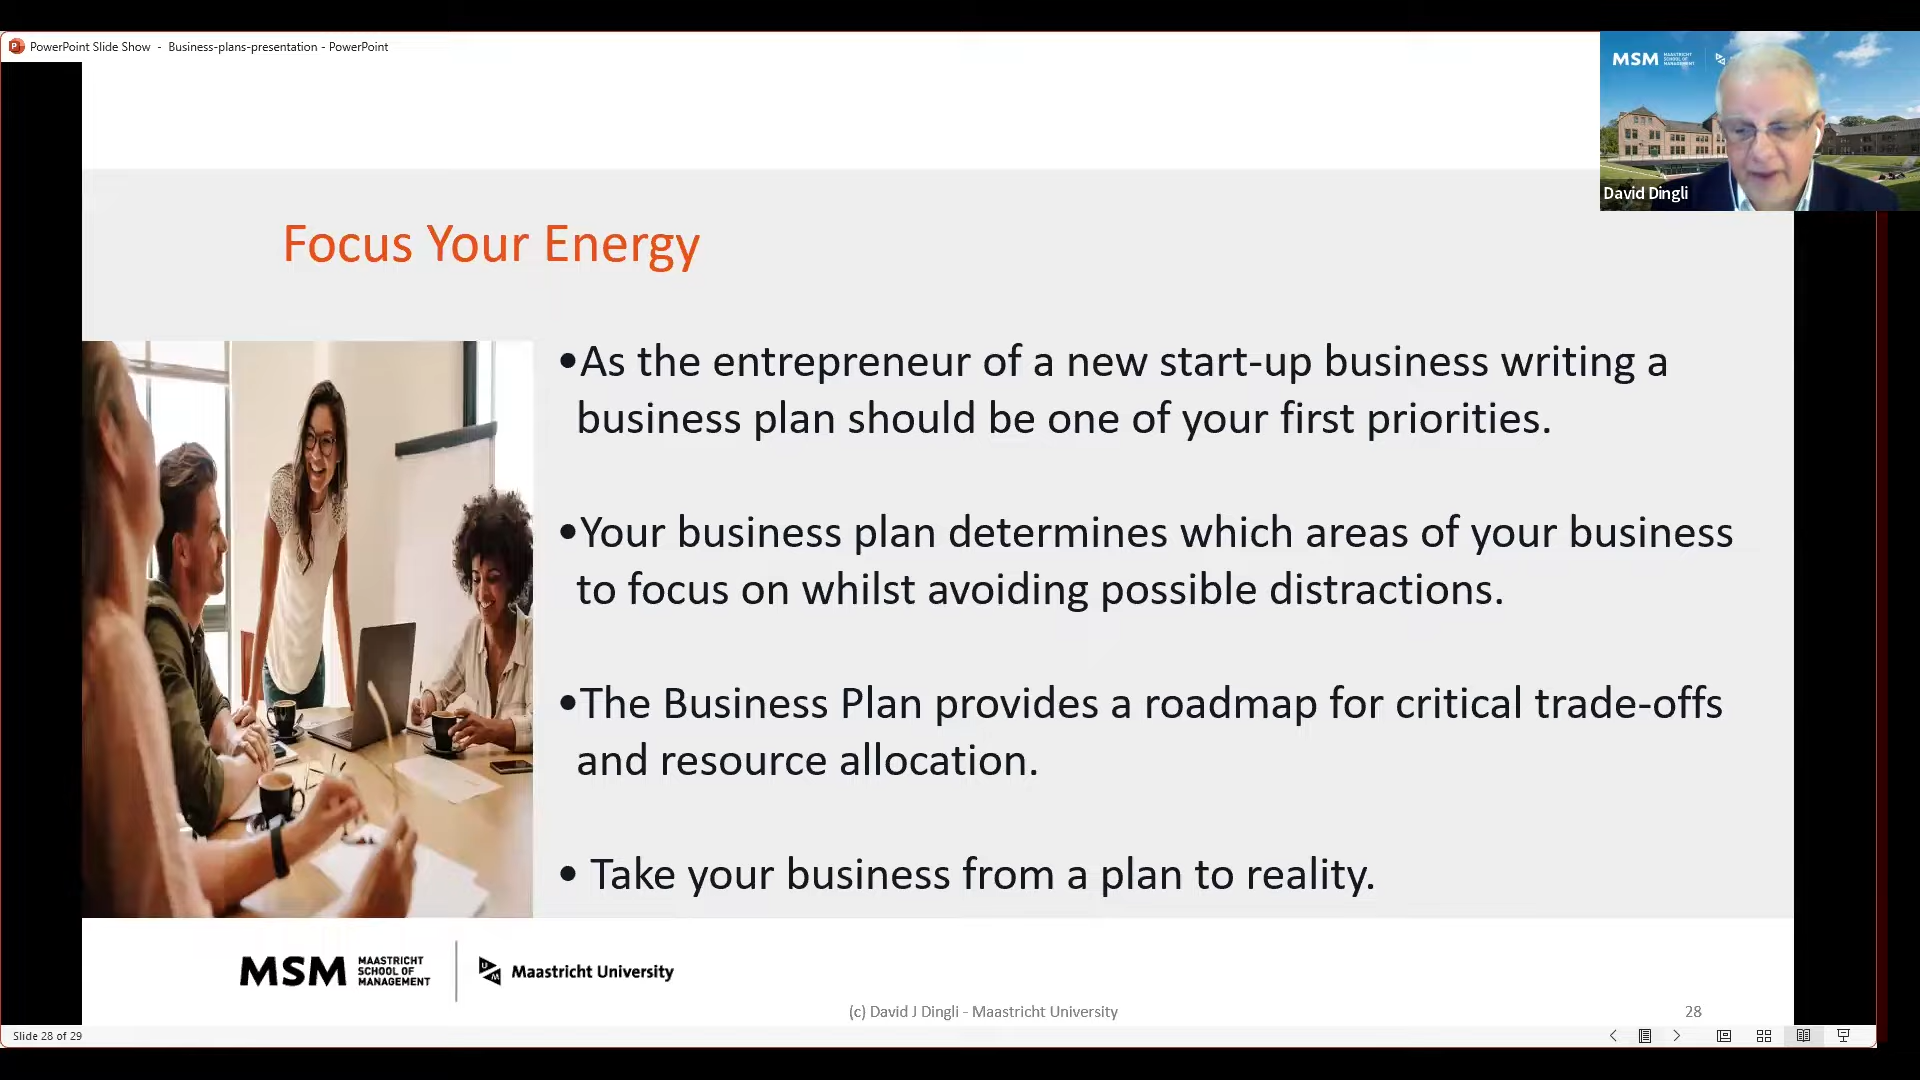 PowerPoint Slide Show - Business-plans-presentation - PowerPoint
MSM MAASTRICHT SCHOOL OF MANAGEMENT
David Dingli
Focus Your Energy
•As the entrepreneur of a new start-up business writing a
business plan should be one of your first priorities.
•Your business plan determines which areas of your business
to focus on whilst avoiding possible distractions.
•The Business Plan provides a roadmap for critical trade-offs
and resource allocation.
• Take your business from a plan to reality.
MSM
MAASTRICHT
SCHOOL OF
MANAGEMENT
UM
Maastricht University
(c) David J Dingli - Maastricht University
28
Slide 28 of 29